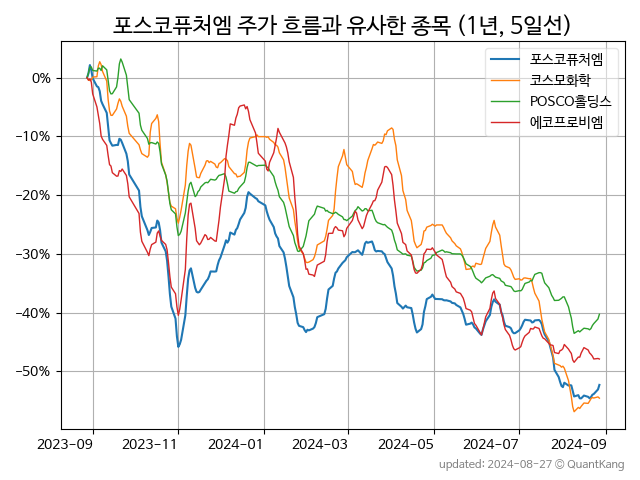 포스코퓨처엠 주가 흐름과 유사한 종목 (1년, 5일선)
포스코퓨처엠
코스모화학
POSCO홀딩스
에코프로비엠
0%
−10%
−20%
−30%
−40%
−50%
2023-09 2023-11 2024-01 2024-03 2024-05 2024-07 2024-09
updated: 2024-08-27 © QuantKang